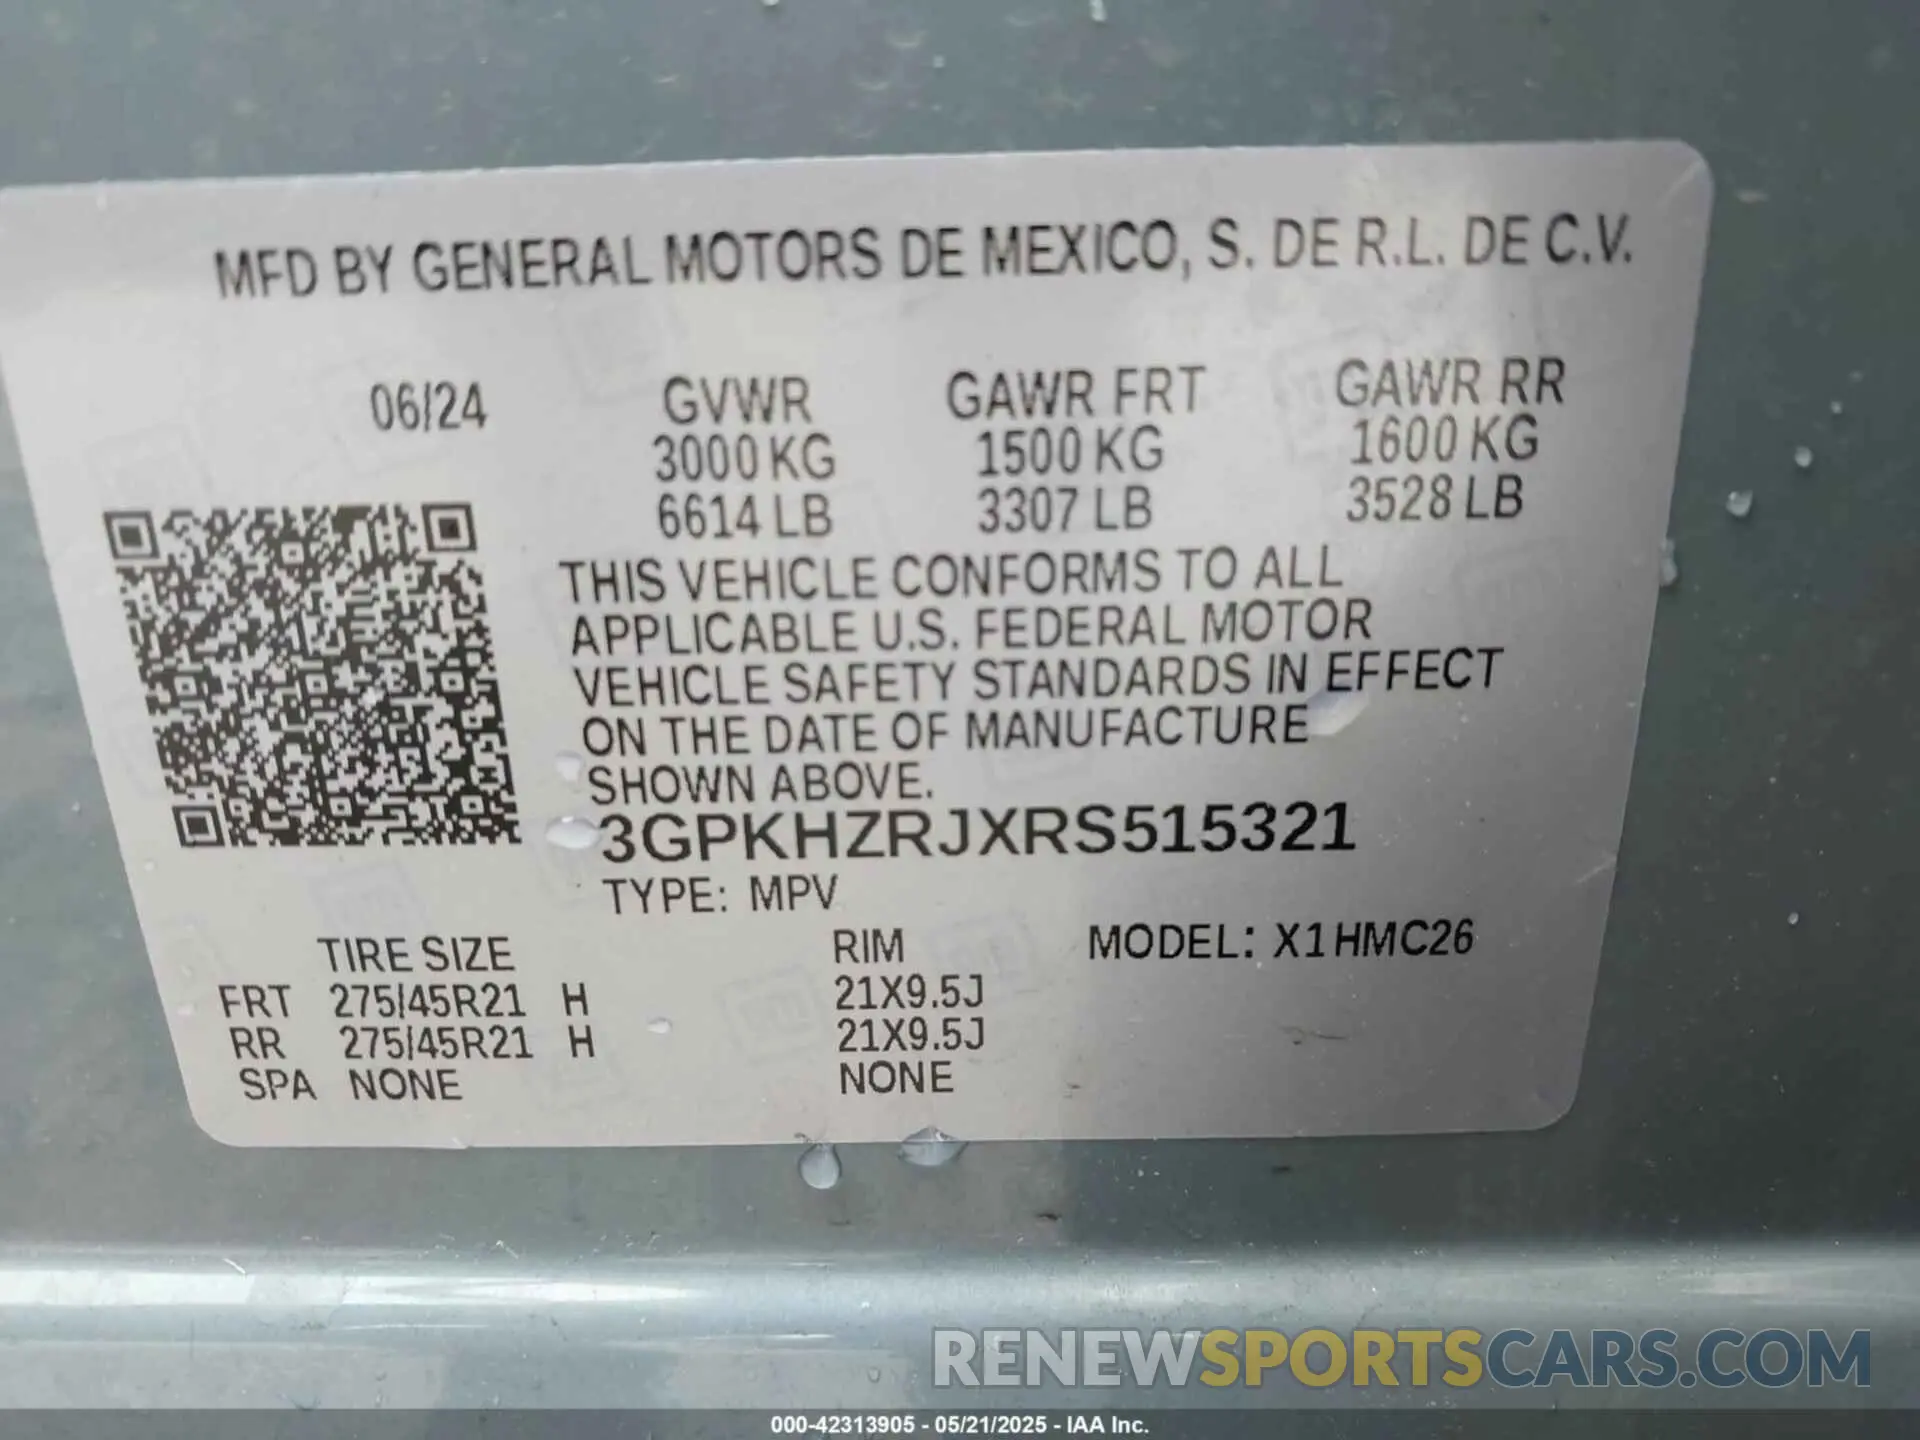 MFD BY GENERAL MOTORS DE MEXICO, S. DE R.L. DE C.V.
06/24 GVWR GAWR FRT GAWR RR
3000 KG 1500 KG 1600 KG
6614 LB 3307 LB 3528 LB
THIS VEHICLE CONFORMS TO ALL
APPLICABLE U.S. FEDERAL MOTOR
VEHICLE SAFETY STANDARDS IN EFFECT
ON THE DATE OF MANUFACTURE
SHOWN ABOVE.
3GPKHZRJXRS515321
TYPE: MPV
TIRE SIZE RIM MODEL: X1HMC26
FRT 275/45R21 H 21X9.5J
RR 275/45R21 H 21X9.5J
SPA NONE NONE
RENEWSPORTSCARS.COM
000-42313905 - 05/21/2025 - IAA Inc.